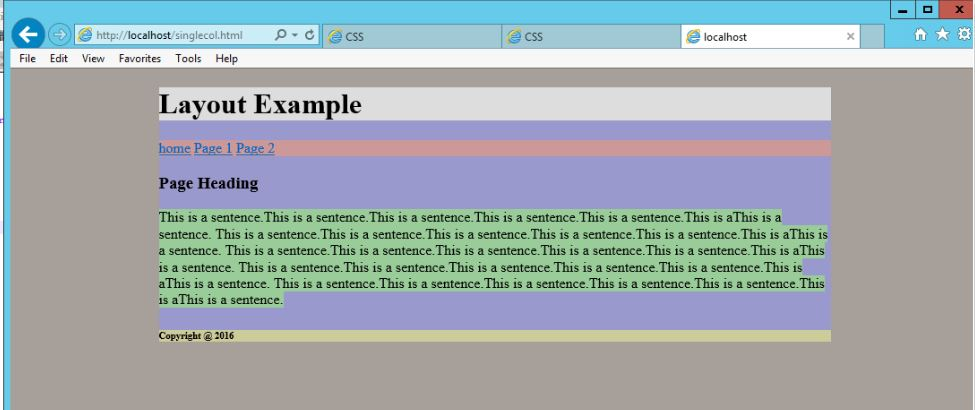 http://localhost/singlecol.html
CSS
CSS
localhost
File Edit View Favorites Tools Help
Layout Example
home Page 1 Page 2
Page Heading
This is a sentence.This is a sentence.This is a sentence.This is a sentence.This is a sentence.This is aThis is a
sentence. This is a sentence.This is a sentence.This is a sentence.This is a sentence.This is a sentence.This is aThis is
a sentence. This is a sentence.This is a sentence.This is a sentence.This is a sentence.This is a sentence.This is aThis
is a sentence. This is a sentence.This is a sentence.This is a sentence.This is a sentence.This is a sentence.This is
aThis is a sentence. This is a sentence.This is a sentence.This is a sentence.This is a sentence.This is a sentence.This
is aThis is a sentence.
Copyright @ 2016